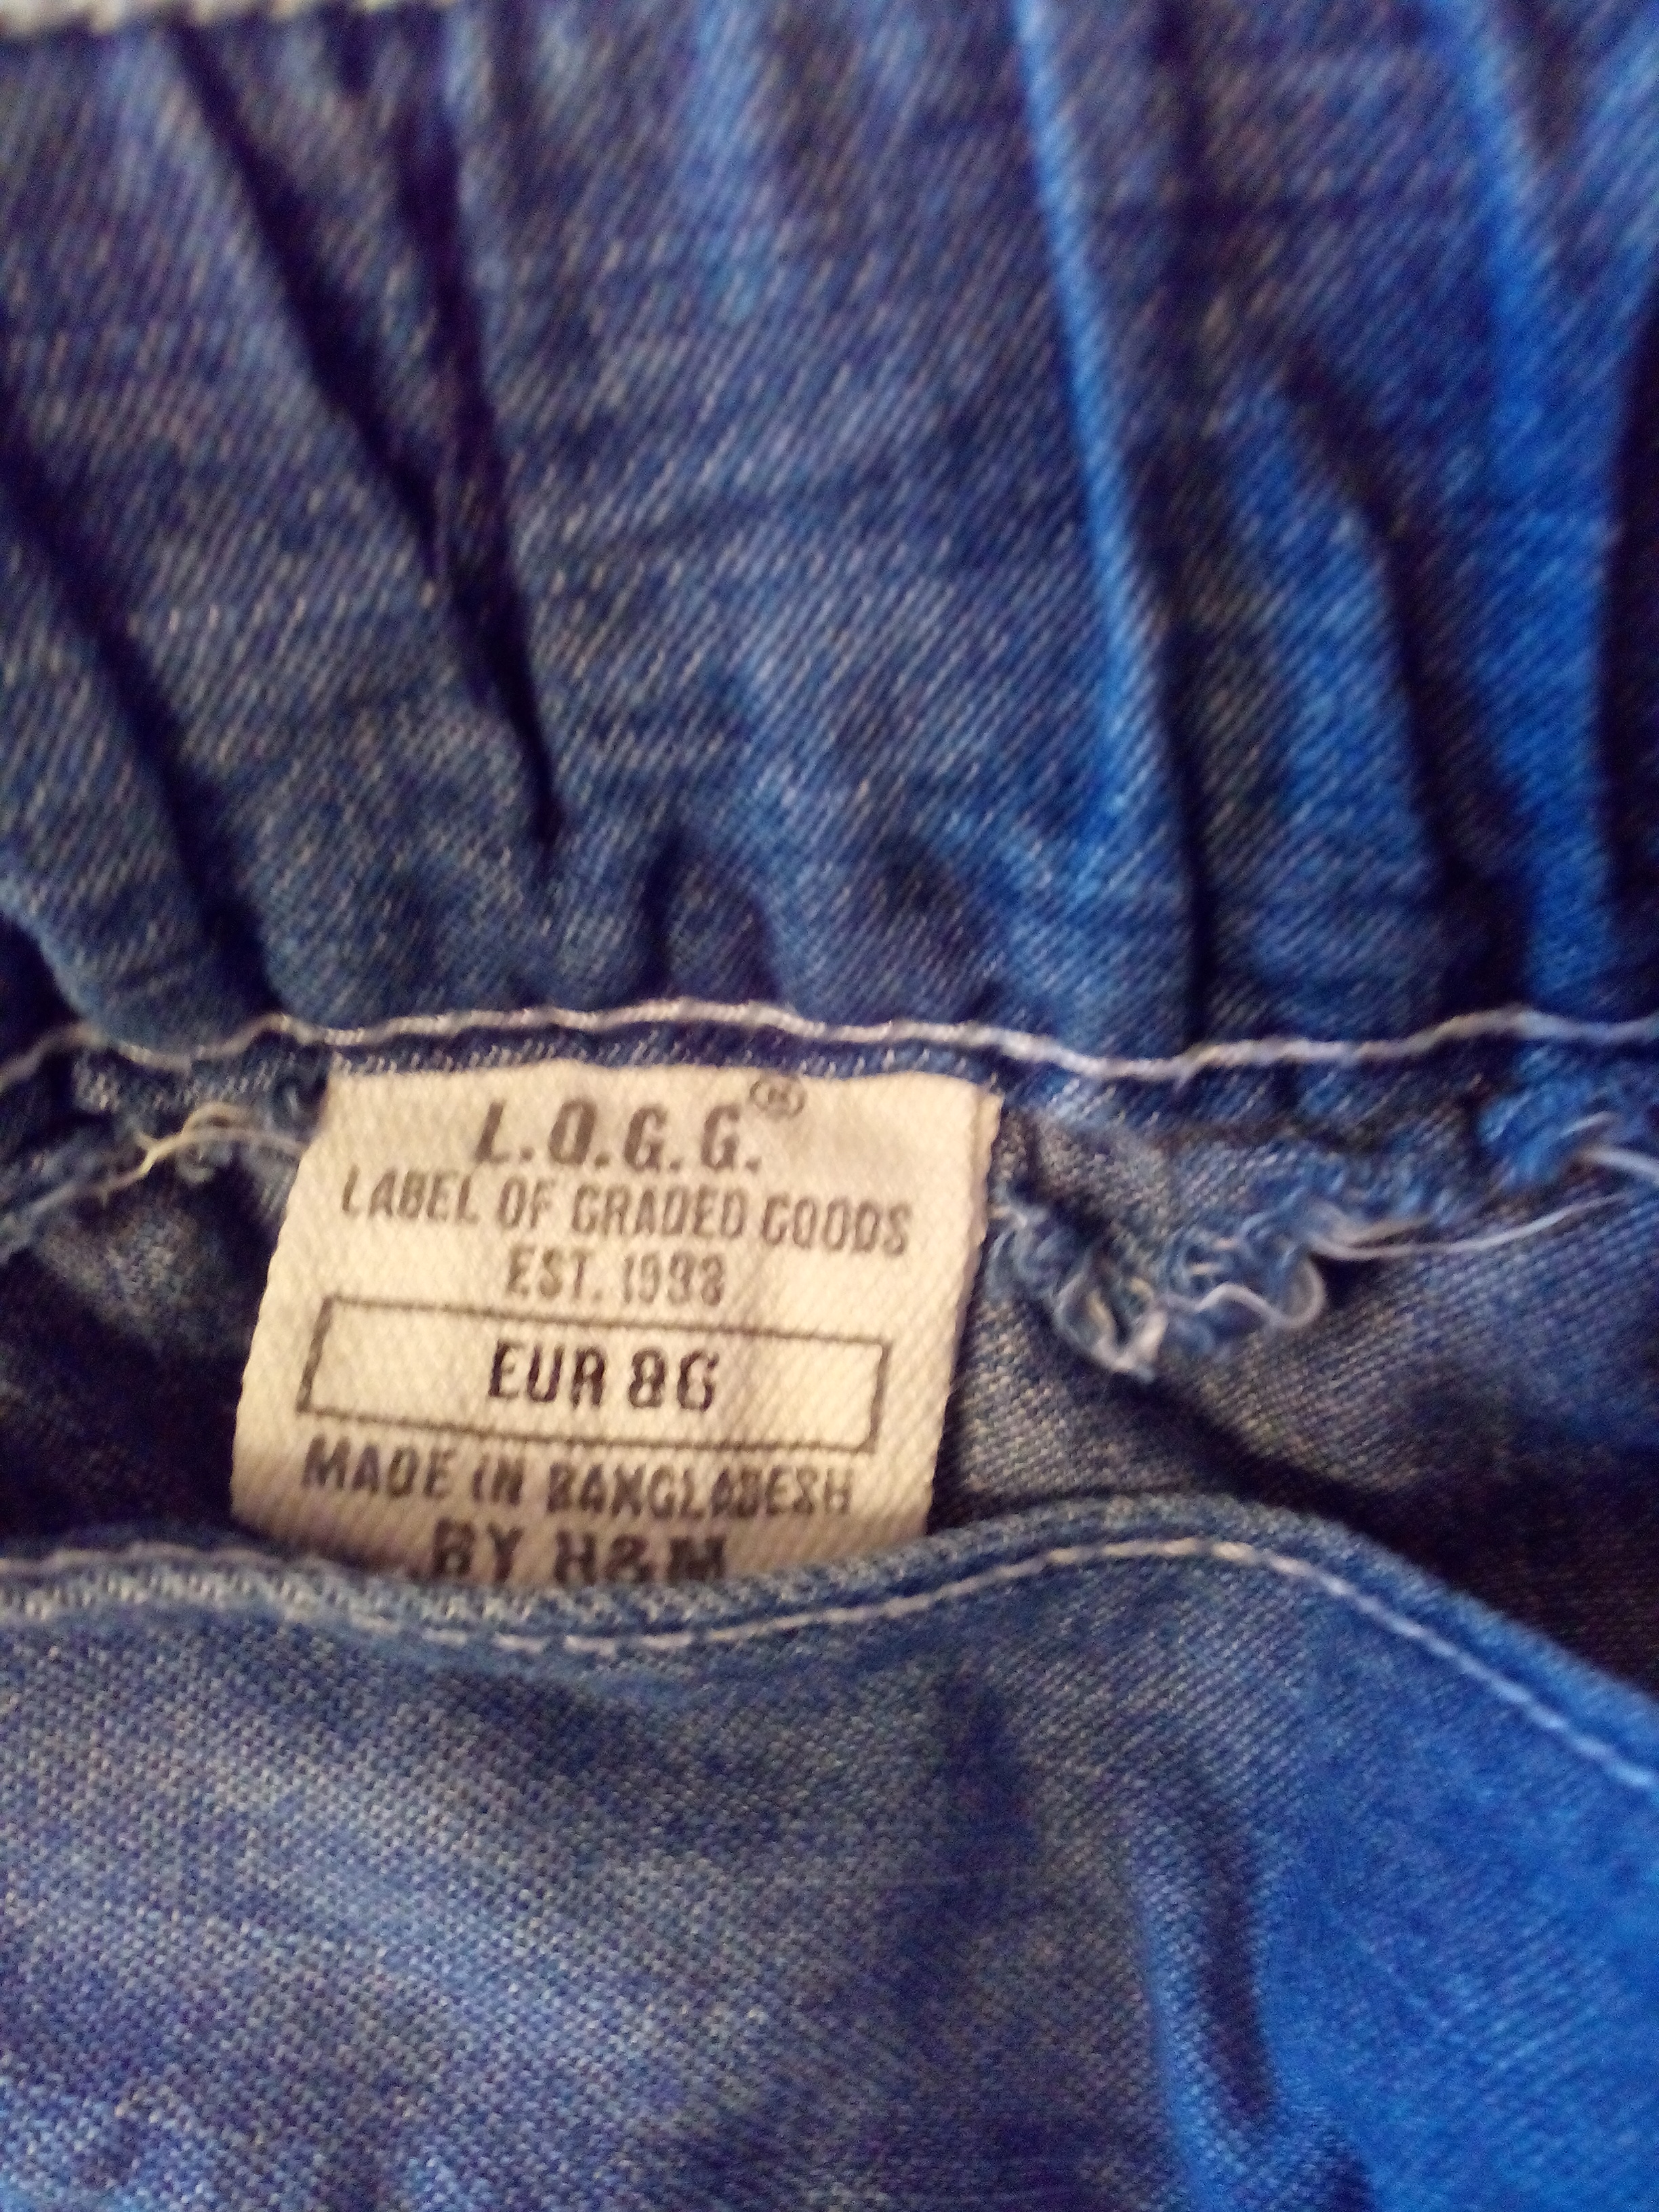 L.O.G.G.®
LABEL OF GRADED GOODS
EST. 1998
EUR 86
MADE IN BANGLADESH
BY H&M